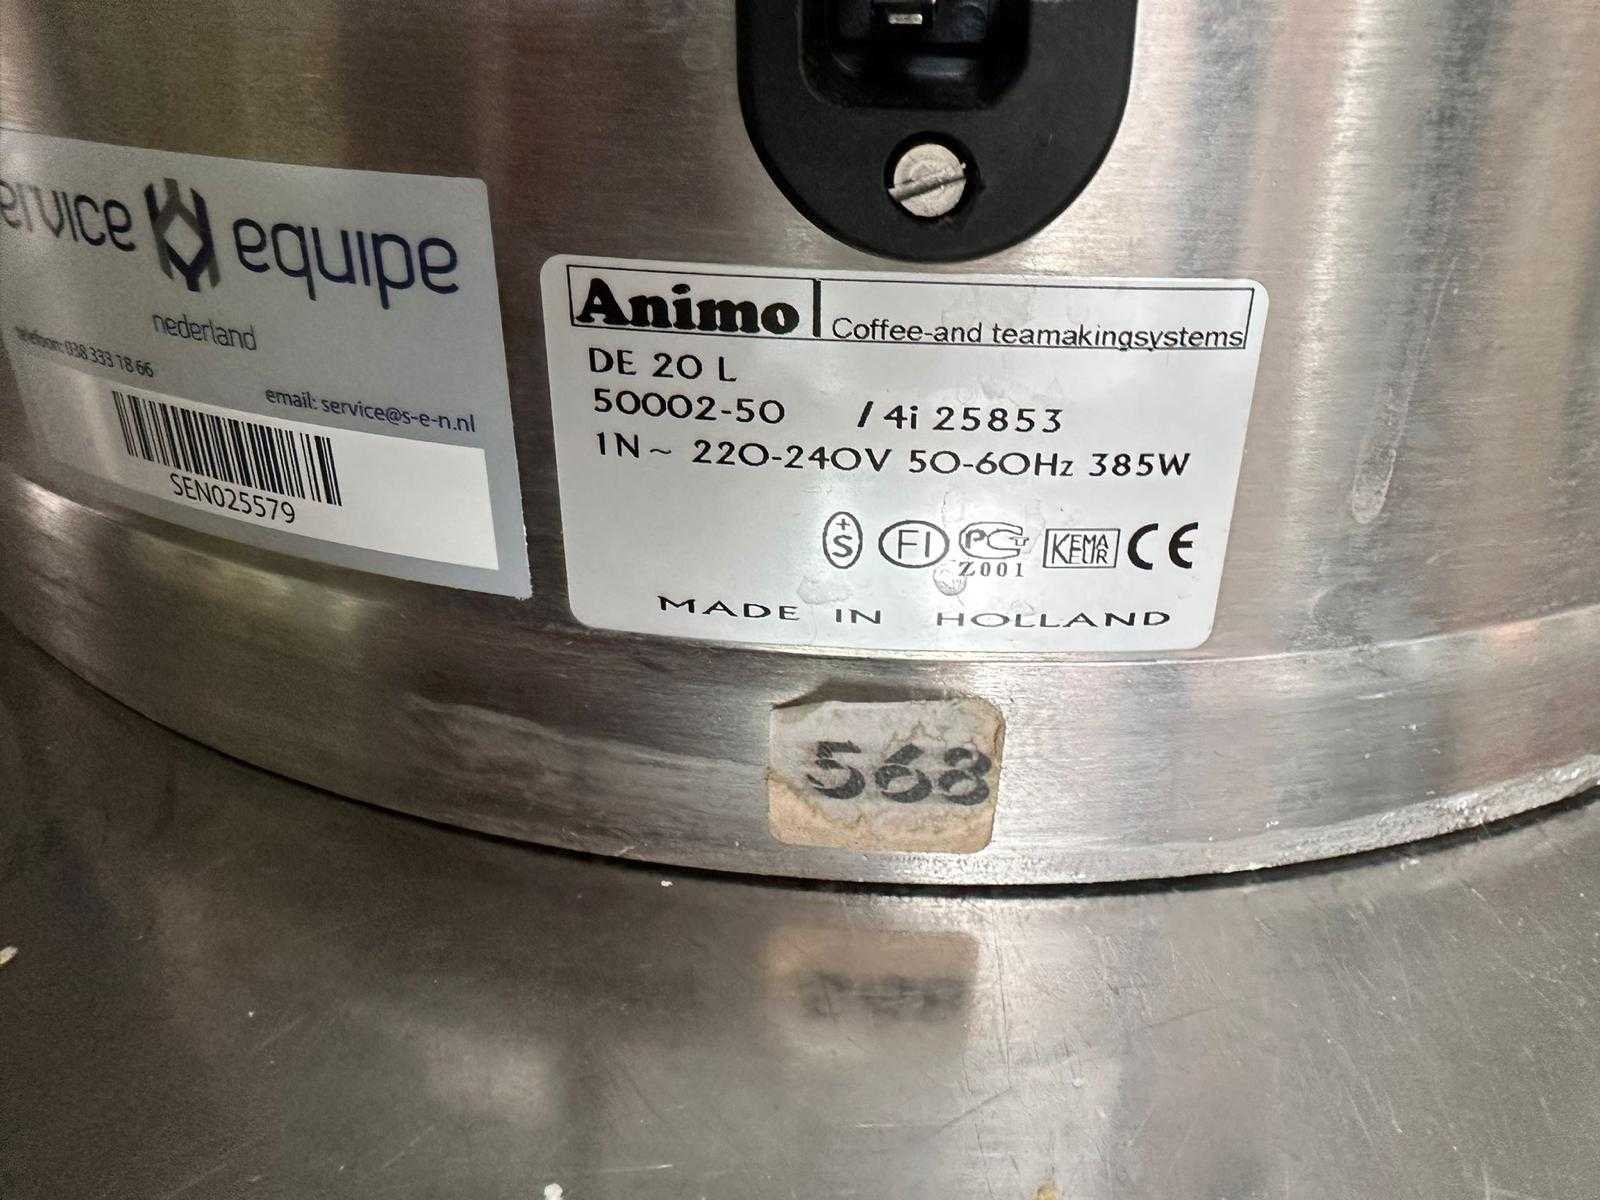 ervice equipe
nederland
telefoon: 038 333 18 66
email: service@s-e-n.nl
SEN025579
Animo Coffee-and teamakingsystems
DE 20 L
50002-50 / 4i 25853
1N~ 220-240V 50-60Hz 385W
+S FI PCT KEMA KEUR CE
Z001
MADE IN HOLLAND
568